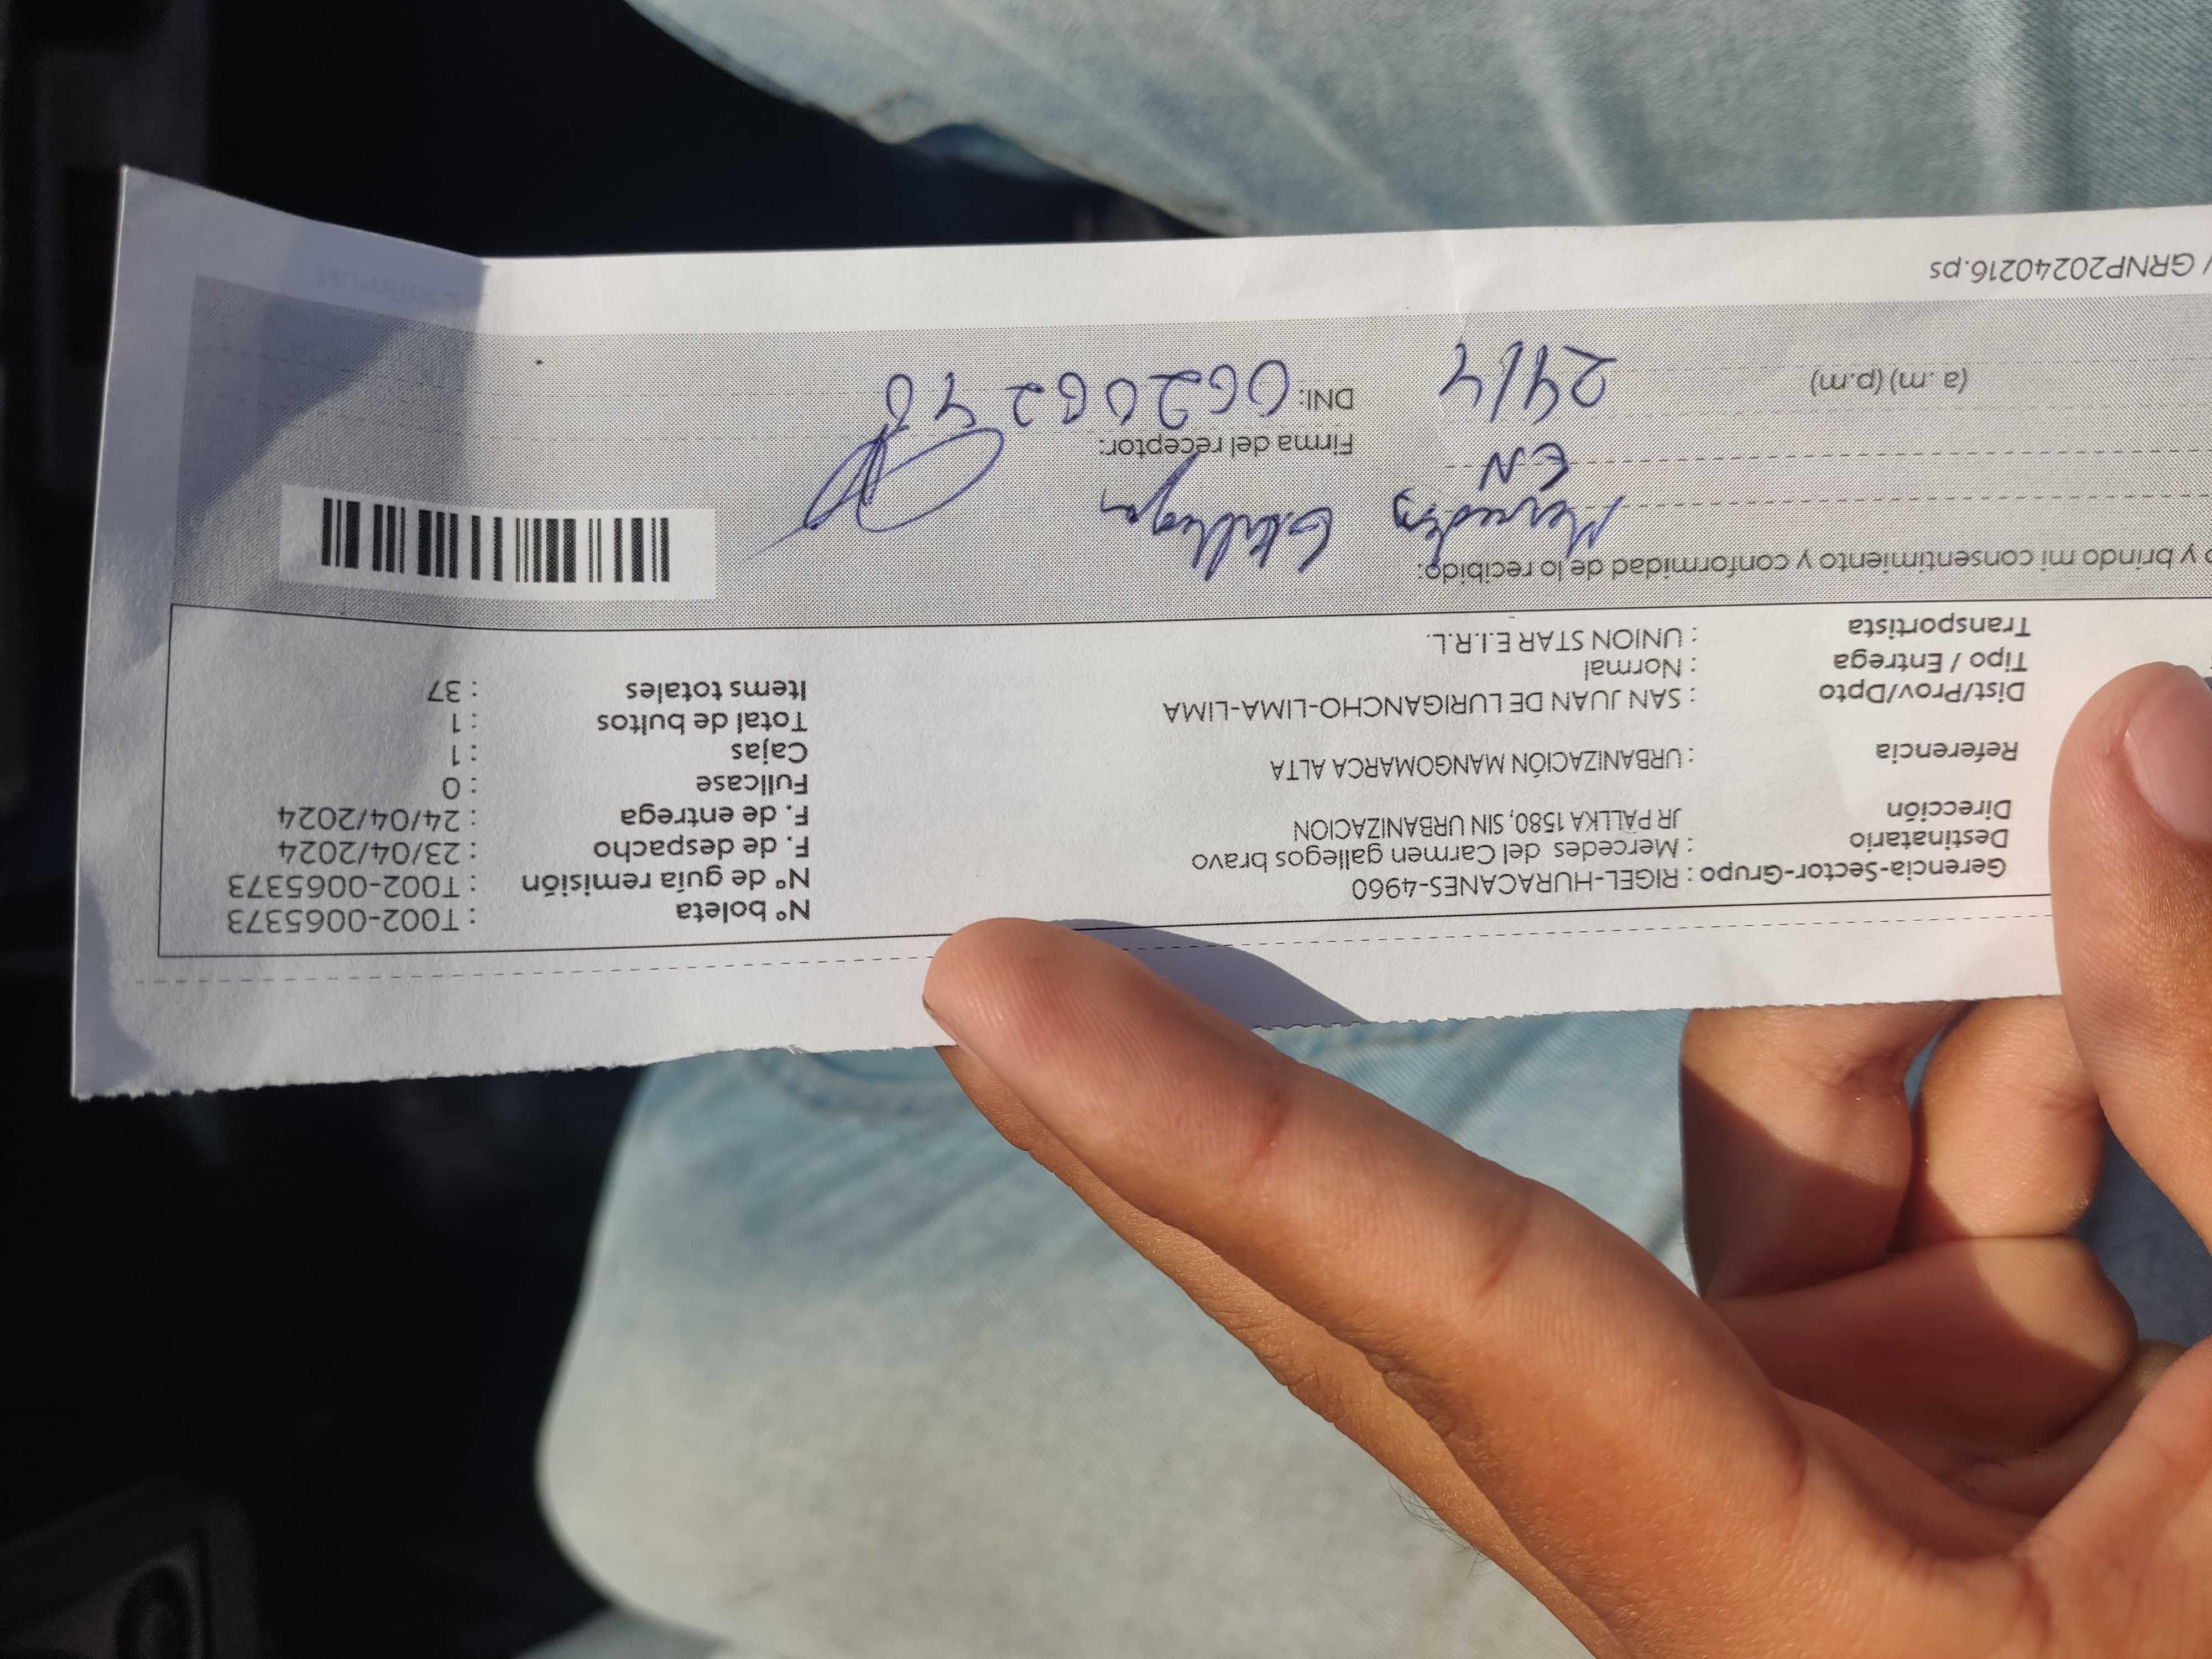 Gerencia-Sector-Grupo : RIGEL-HURACANES-4960
N° boleta : T002-0065373
Destinatario : Mercedes del Carmen gallegos bravo
N° de guía remisión : T002-0065373
Dirección JR PALLKA 1580, SIN URBANIZACION
F. de despacho : 23/04/2024
F. de entrega : 24/04/2024
Referencia : URBANIZACIÓN MANGOMARCA ALTA
Fullcase : 0
Cajas : 1
Dist/Prov/Dpto : SAN JUAN DE LURIGANCHO-LIMA-LIMA
Total de bultos : 1
Tipo / Entrega : Normal
Items totales : 37
Transportista : UNION STAR E.I.R.L.
y brindo mi consentimiento y conformidad de lo recibido:
Mercedes Gallegos
EN
Firma del receptor:
(a.m) (p.m) 24/4 DNI:
/ GRNP20240216.ps